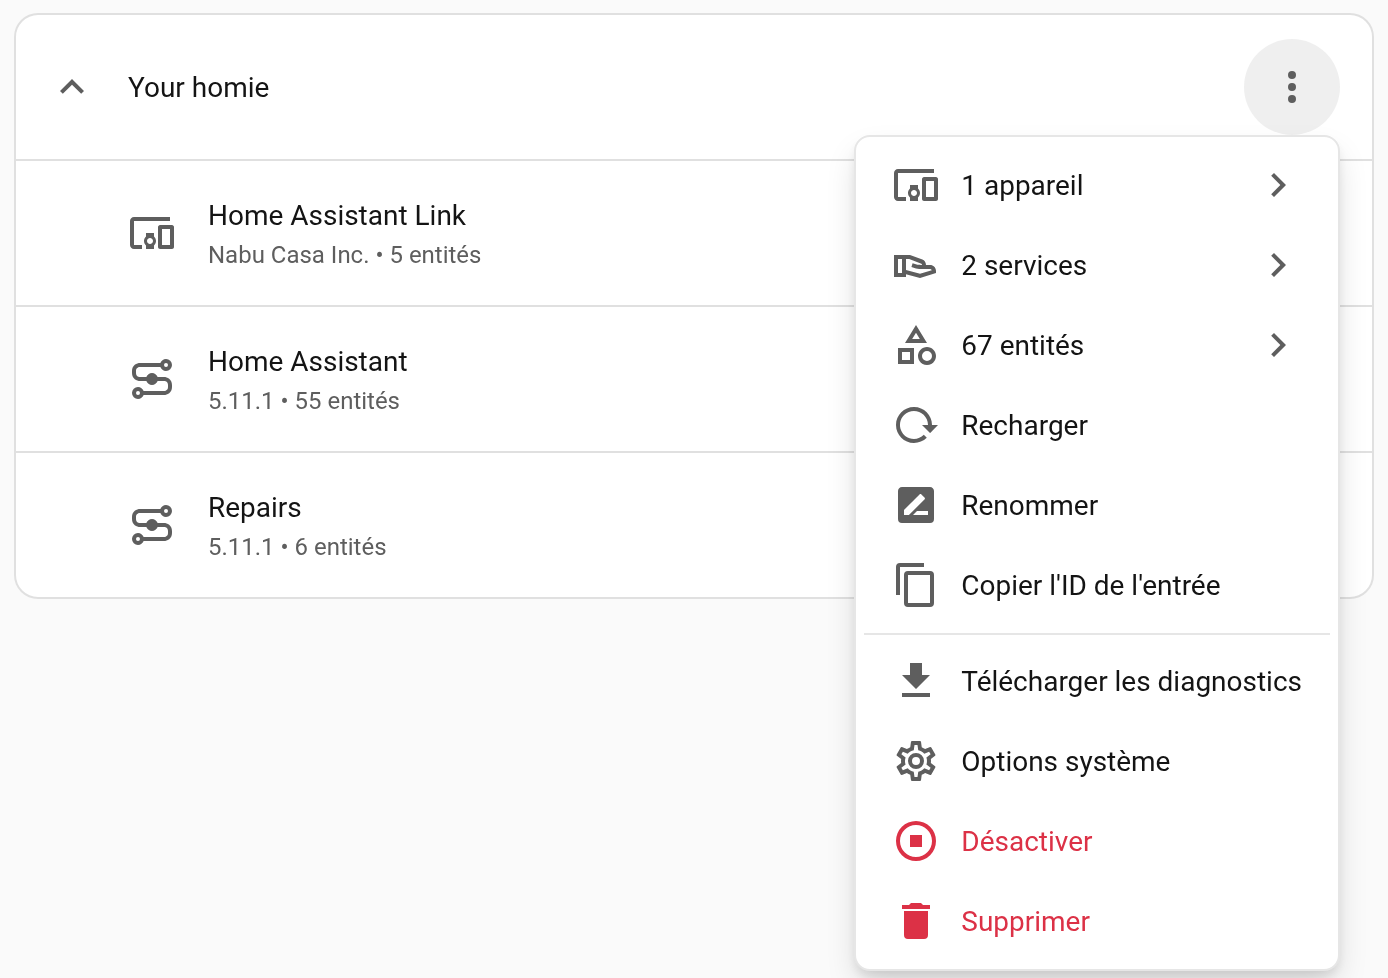 Your homie
Home Assistant Link
Nabu Casa Inc. • 5 entités
Home Assistant
5.11.1 • 55 entités
Repairs
5.11.1 • 6 entités
1 appareil
2 services
67 entités
Recharger
Renommer
Copier l'ID de l'entrée
Télécharger les diagnostics
Options système
Désactiver
Supprimer